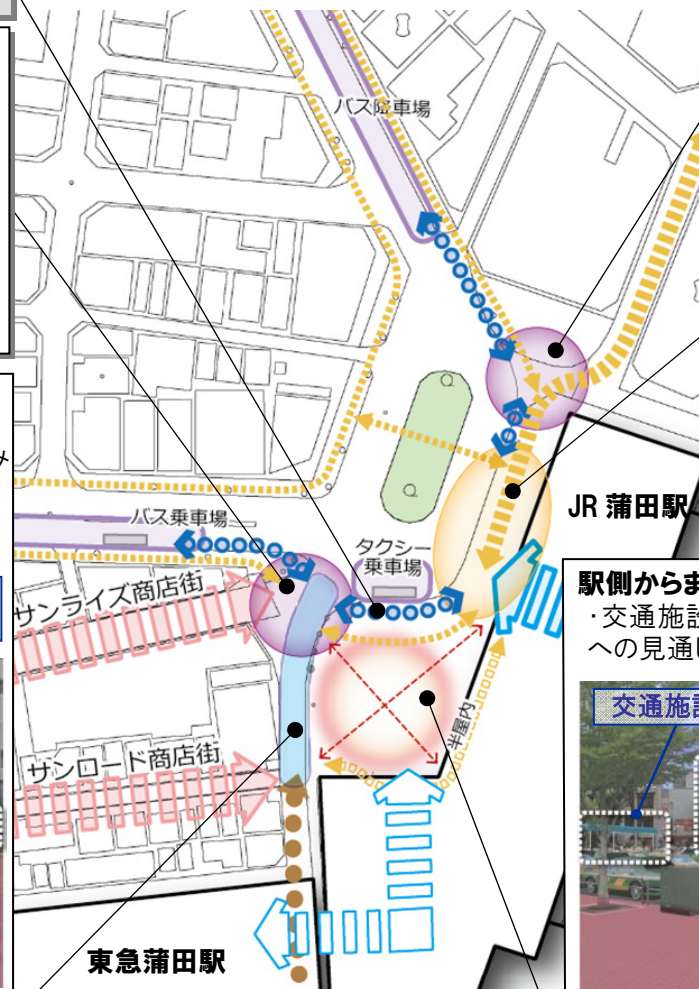 バス降車場
み
JR 蒲田駅
バス乗車場
タクシー
乗車場
サンライズ商店街
駅側からま
・交通施設
への見通し
交通施設
半屋内
サンロード商店街
東急蒲田駅